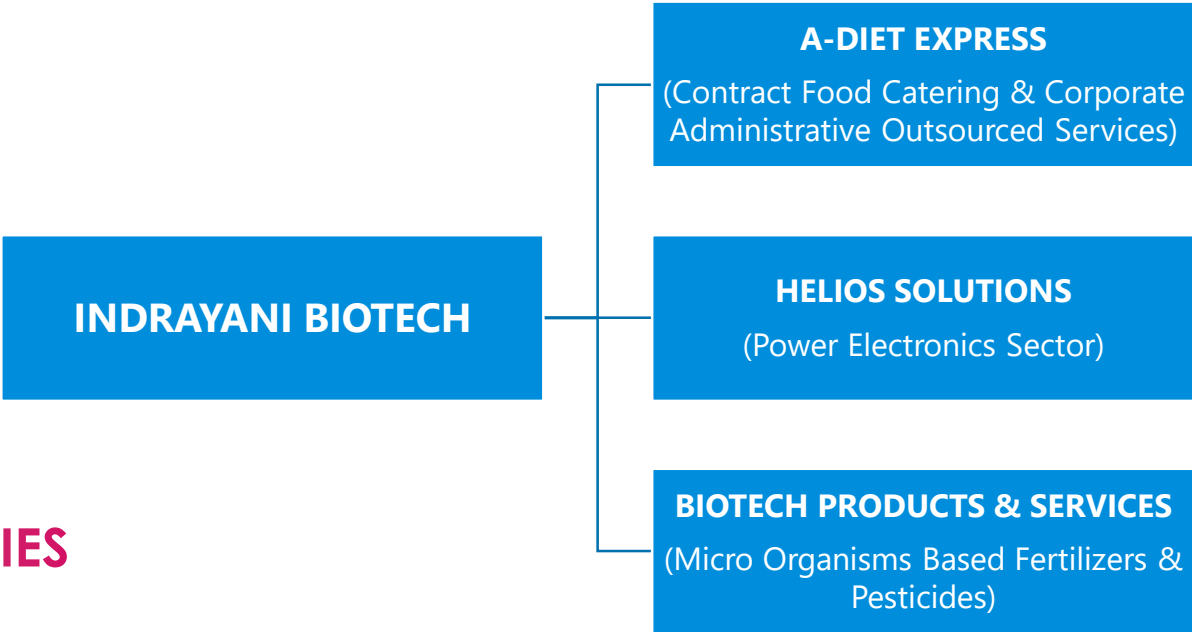 A-DIET EXPRESS
(Contract Food Catering & Corporate
Administrative Outsourced Services)
INDRAYANI BIOTECH
HELIOS SOLUTIONS
(Power Electronics Sector)
BIOTECH PRODUCTS & SERVICES
(Micro Organisms Based Fertilizers &
Pesticides)
IES